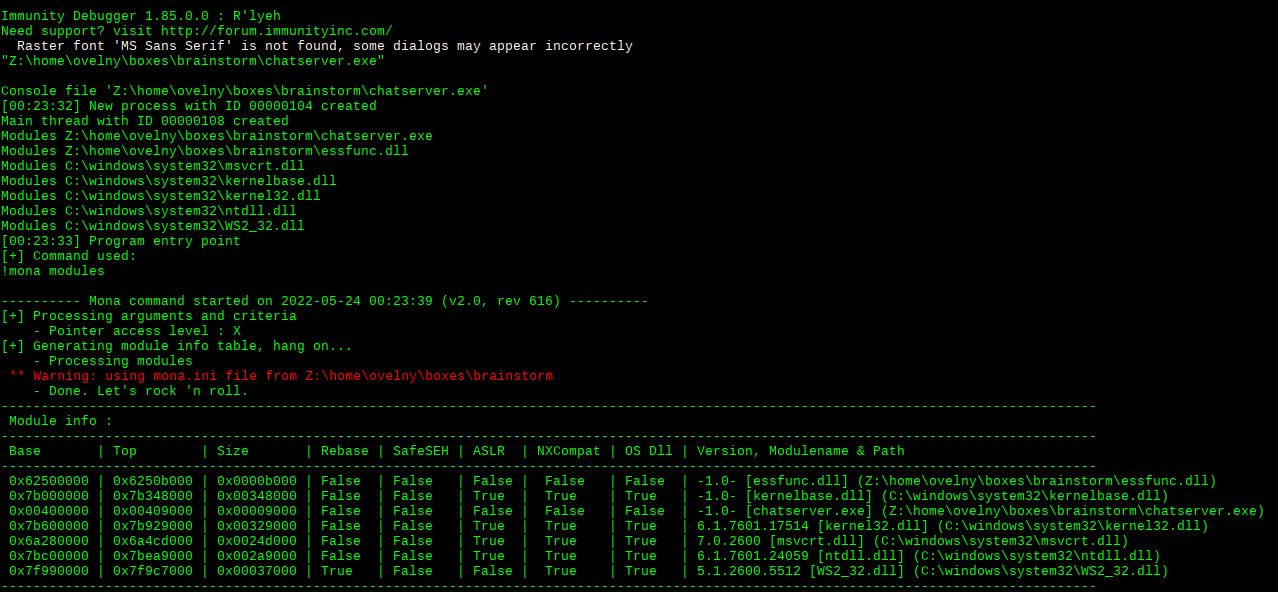 Immunity Debugger 1.85.0.0 : R'lyeh
Need support? visit http://forum.immunityinc.com/
  Raster font 'MS Sans Serif' is not found, some dialogs may appear incorrectly
"Z:\home\ovelny\boxes\brainstorm\chatserver.exe"

Console file 'Z:\home\ovelny\boxes\brainstorm\chatserver.exe'
[00:23:32] New process with ID 00000104 created
Main thread with ID 00000108 created
Modules Z:\home\ovelny\boxes\brainstorm\chatserver.exe
Modules Z:\home\ovelny\boxes\brainstorm\essfunc.dll
Modules C:\windows\system32\msvcrt.dll
Modules C:\windows\system32\kernelbase.dll
Modules C:\windows\system32\kernel32.dll
Modules C:\windows\system32\ntdll.dll
Modules C:\windows\system32\WS2_32.dll
[00:23:33] Program entry point
[+] Command used:
!mona modules

---------- Mona command started on 2022-05-24 00:23:39 (v2.0, rev 616) ----------
[+] Processing arguments and criteria
    - Pointer access level : X
[+] Generating module info table, hang on...
    - Processing modules
 ** Warning: using mona.ini file from Z:\home\ovelny\boxes\brainstorm
    - Done. Let's rock 'n roll.
-----------------------------------------------------------------------------------------------------------------------------------------
 Module info :
-----------------------------------------------------------------------------------------------------------------------------------------
 Base       | Top        | Size       | Rebase | SafeSEH | ASLR  | NXCompat | OS Dll | Version, Modulename & Path
-----------------------------------------------------------------------------------------------------------------------------------------
 0x62500000 | 0x6250b000 | 0x0000b000 | False  | False   | False |  False   | False  | -1.0- [essfunc.dll] (Z:\home\ovelny\boxes\brainstorm\essfunc.dll)
 0x7b000000 | 0x7b348000 | 0x00348000 | False  | False   | True  |  True    | True   | -1.0- [kernelbase.dll] (C:\windows\system32\kernelbase.dll)
 0x00400000 | 0x00409000 | 0x00009000 | False  | False   | False |  False   | False  | -1.0- [chatserver.exe] (Z:\home\ovelny\boxes\brainstorm\chatserver.exe)
 0x7b600000 | 0x7b929000 | 0x00329000 | False  | False   | True  |  True    | True   | 6.1.7601.17514 [kernel32.dll] (C:\windows\system32\kernel32.dll)
 0x6a280000 | 0x6a4cd000 | 0x0024d000 | False  | False   | True  |  True    | True   | 7.0.2600 [msvcrt.dll] (C:\windows\system32\msvcrt.dll)
 0x7bc00000 | 0x7bea9000 | 0x002a9000 | False  | False   | True  |  True    | True   | 6.1.7601.24059 [ntdll.dll] (C:\windows\system32\ntdll.dll)
 0x7f990000 | 0x7f9c7000 | 0x00037000 | True   | False   | False |  True    | True   | 5.1.2600.5512 [WS2_32.dll] (C:\windows\system32\WS2_32.dll)
-----------------------------------------------------------------------------------------------------------------------------------------